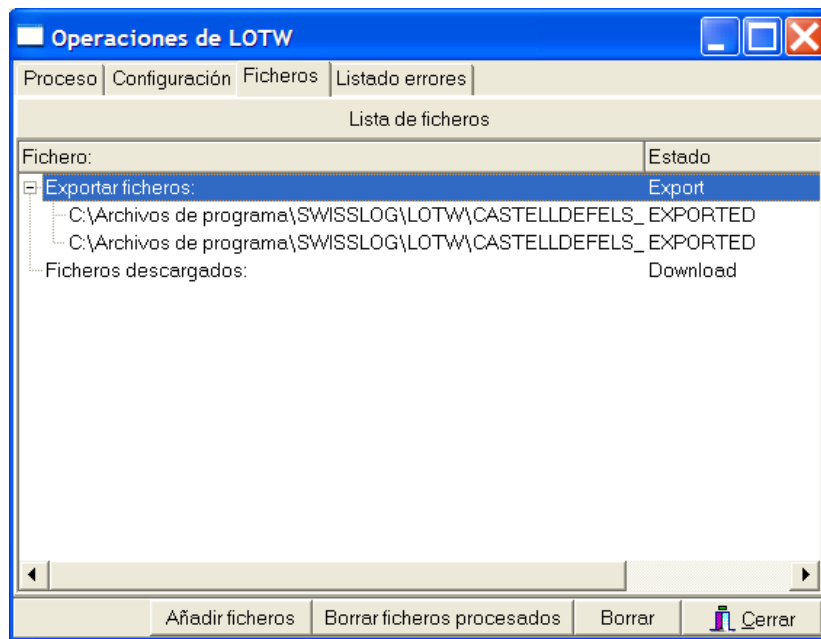 Operaciones de LOTW
Proceso Configuración Ficheros Listado errores
Lista de ficheros
Fichero: Estado
Exportar ficheros: Export
C:\Archivos de programa\SWISSLOG\LOTW\CASTELLDEFELS_ EXPORTED
C:\Archivos de programa\SWISSLOG\LOTW\CASTELLDEFELS_ EXPORTED
Ficheros descargados: Download
Añadir ficheros Borrar ficheros procesados Borrar Cerrar